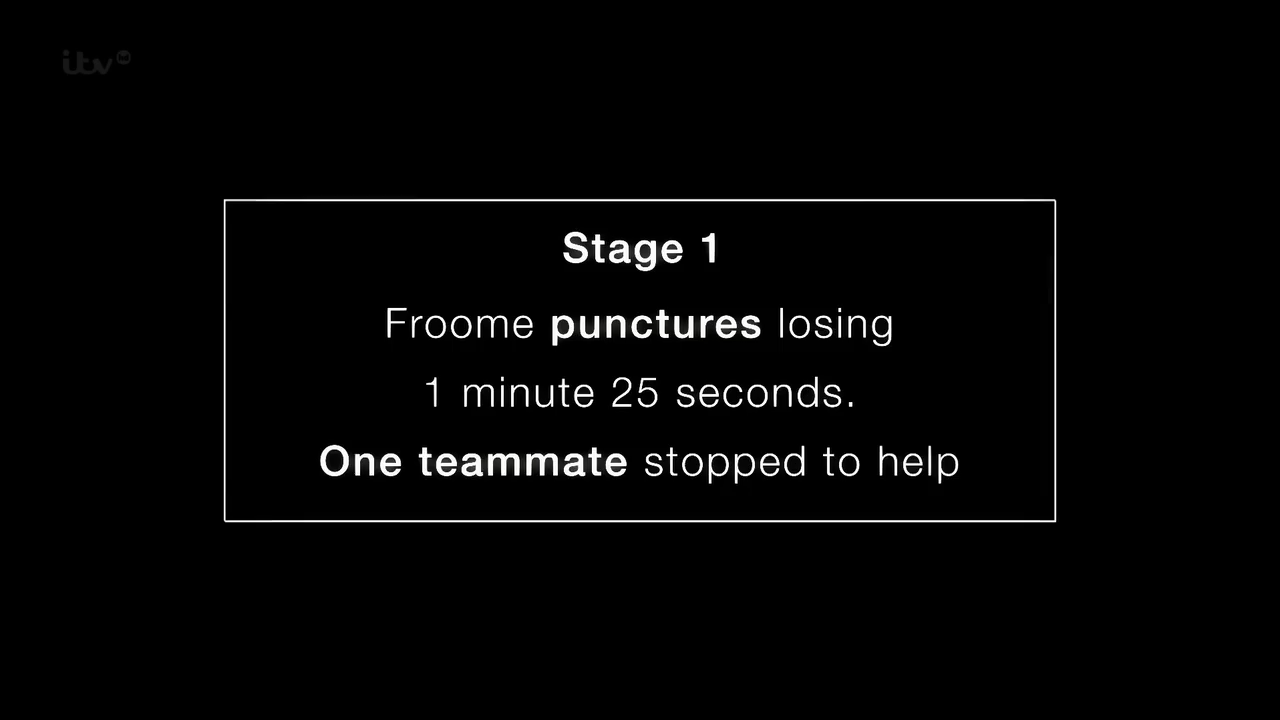 itv
Stage 1
Froome punctures losing
1 minute 25 seconds.
One teammate stopped to help